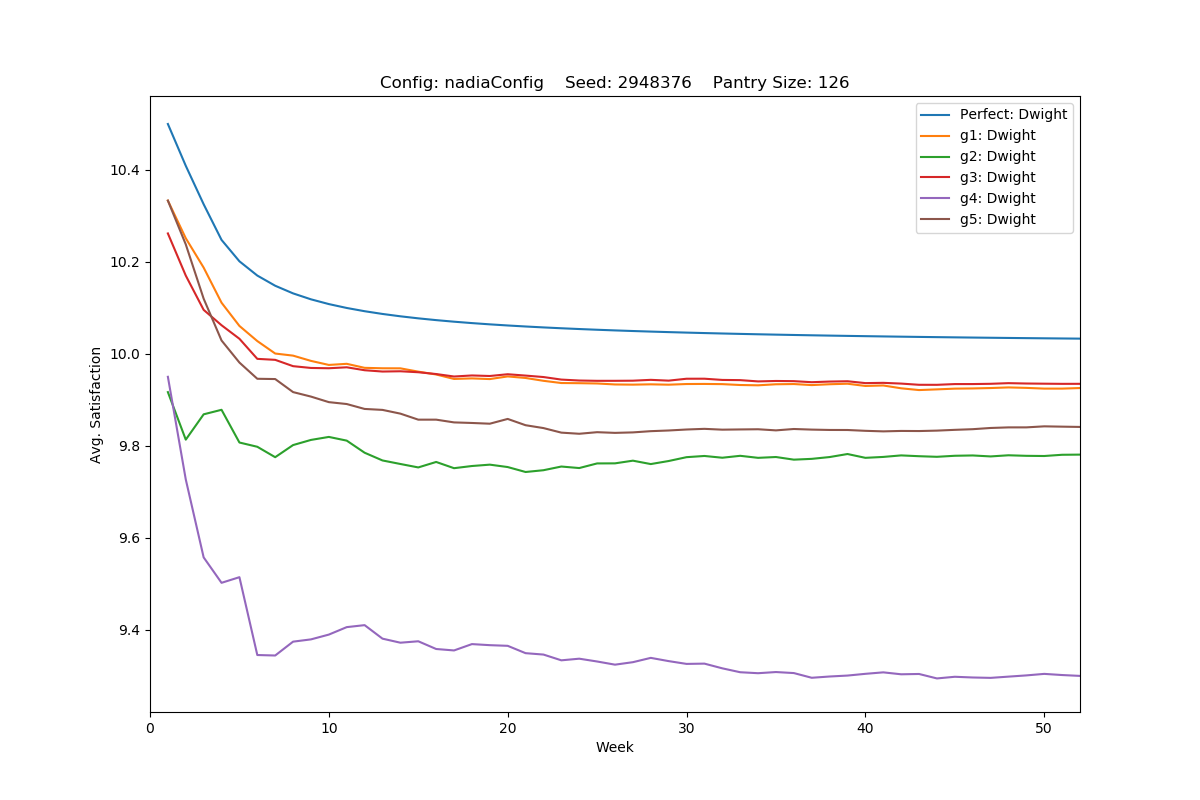 Config: nadiaConfig    Seed: 2948376    Pantry Size: 126
Perfect: Dwight
g1: Dwight
g2: Dwight
g3: Dwight
g4: Dwight
g5: Dwight
Avg. Satisfaction
10.4
10.2
10.0
9.8
9.6
9.4
0 10 20 30 40 50
Week